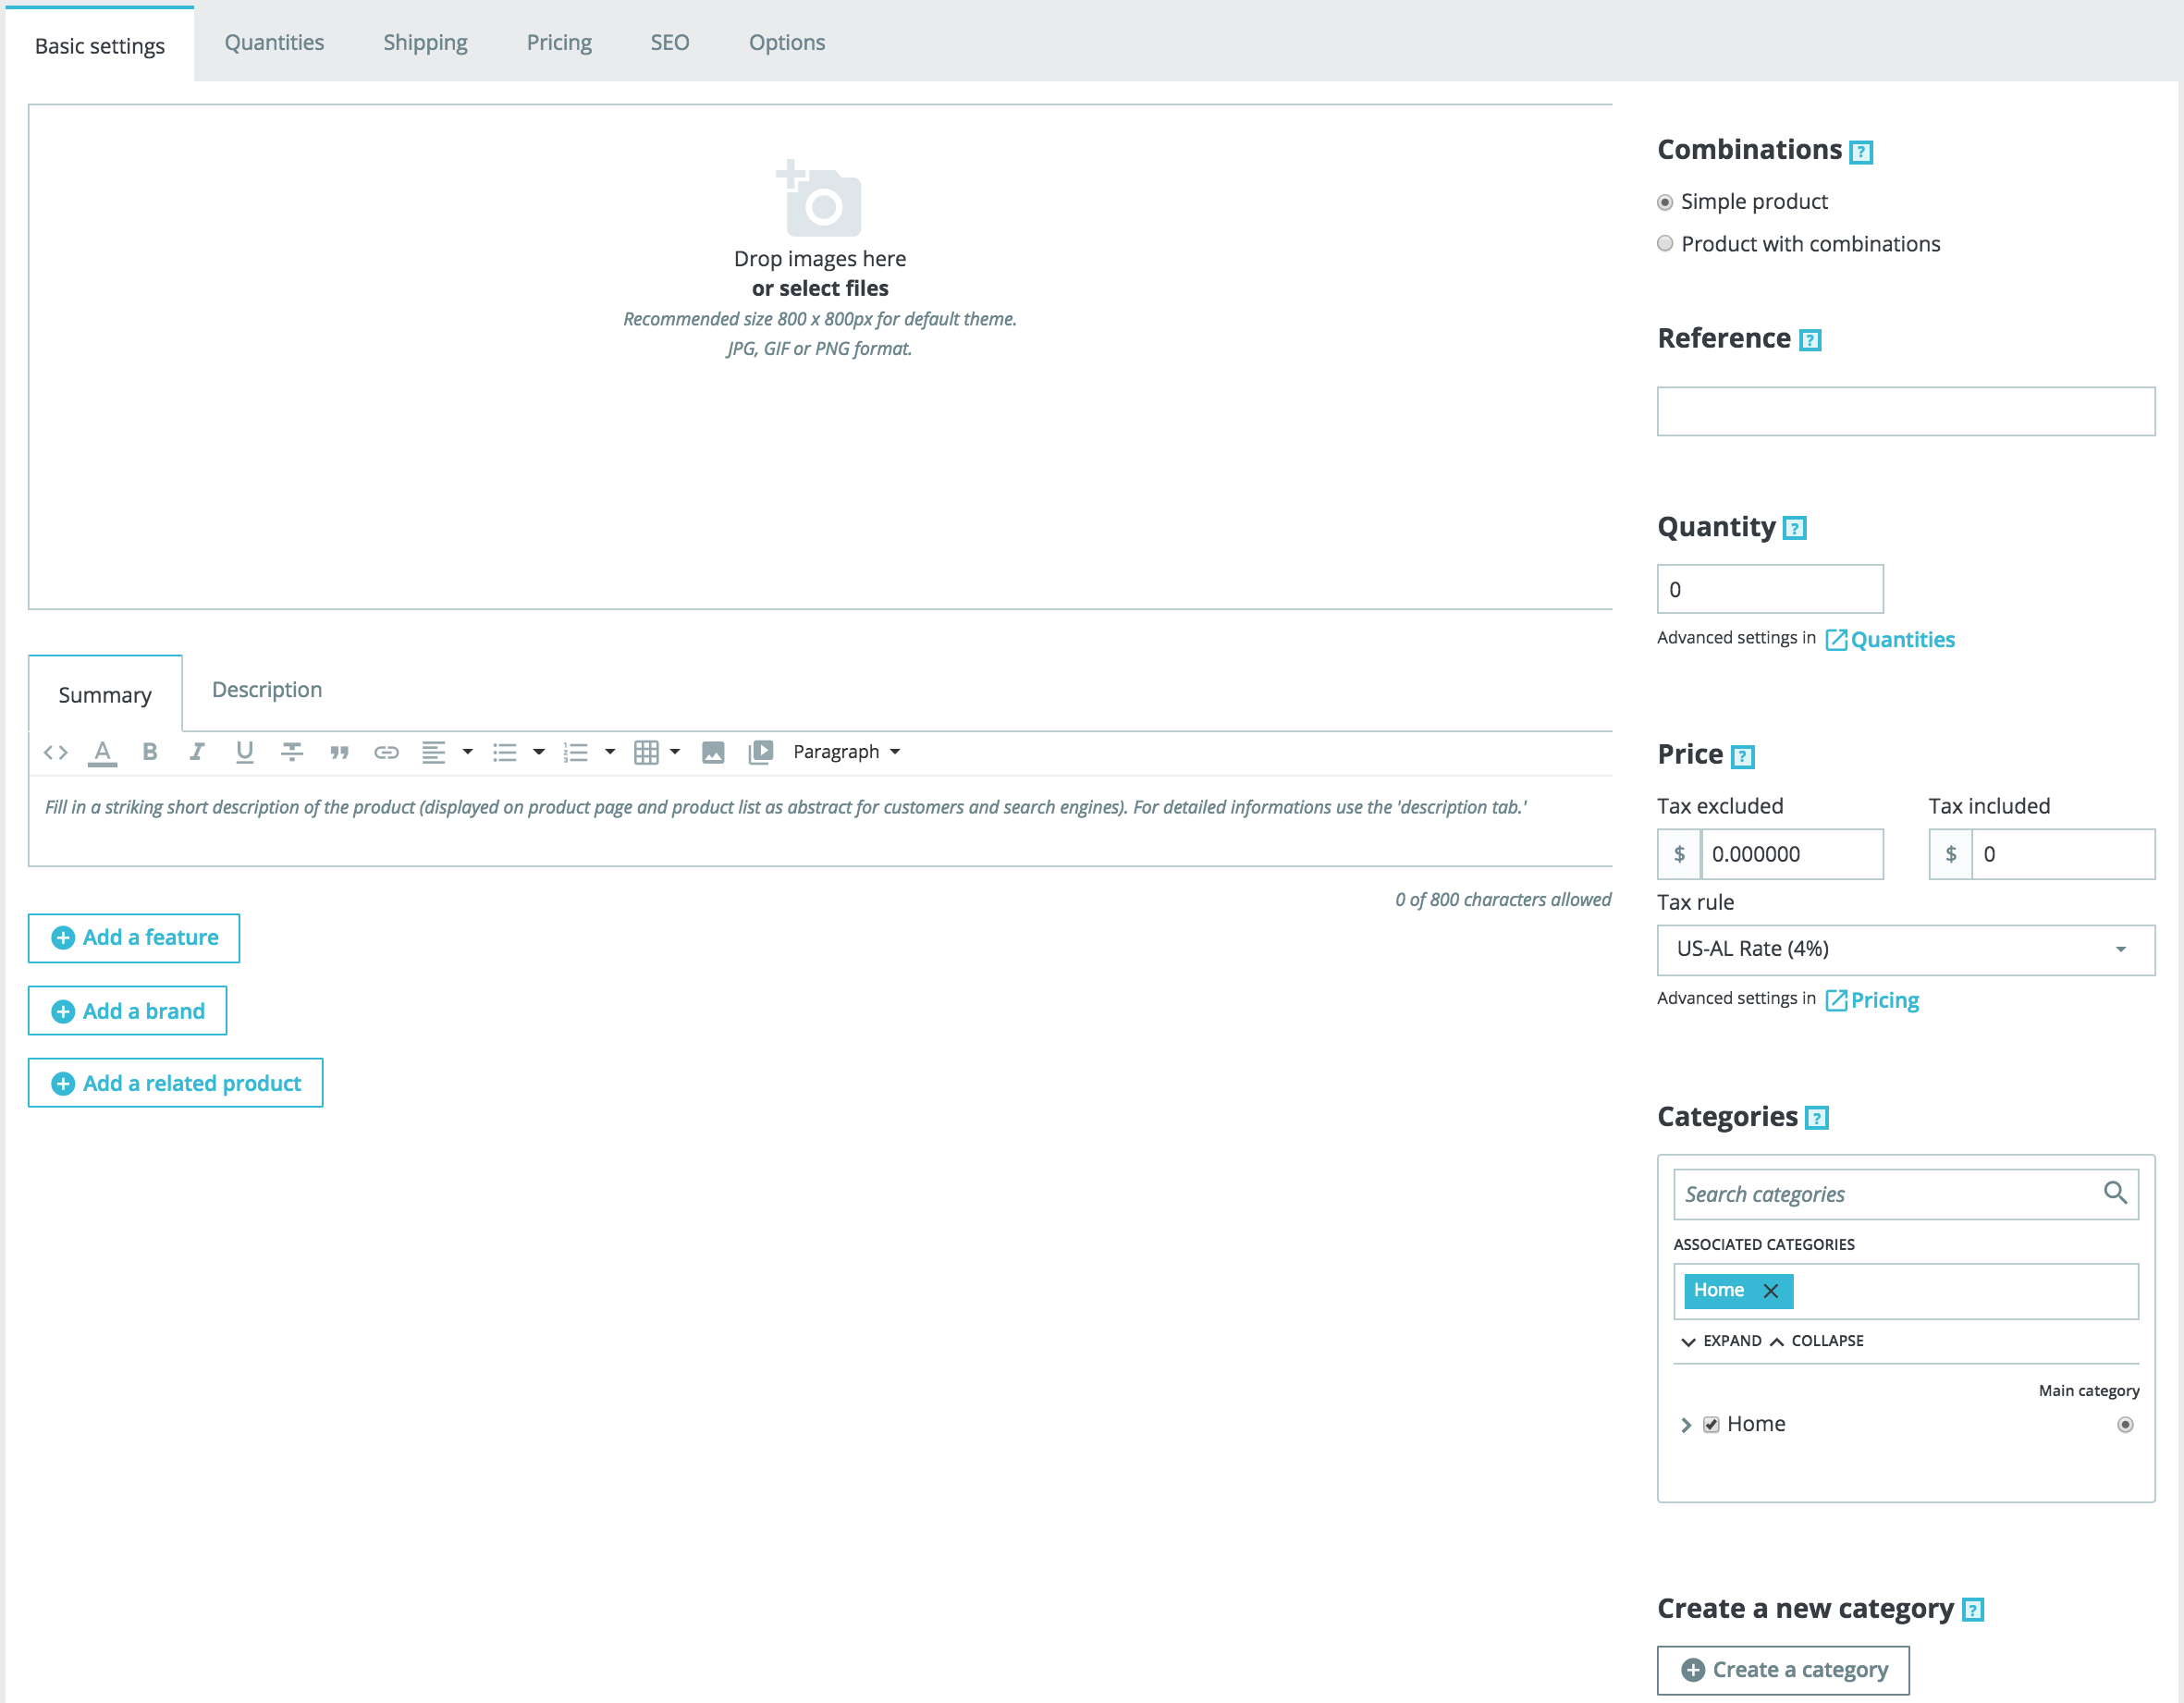 Basic settings
Quantities
Shipping
Pricing
SEO
Options
Drop images here
or select files
Recommended size 800 x 800px for default theme.
JPG, GIF or PNG format.
Summary
Description
Paragraph
Fill in a striking short description of the product (displayed on product page and product list as abstract for customers and search engines). For detailed informations use the 'description tab.'
0 of 800 characters allowed
Add a feature
Add a brand
Add a related product
Combinations ?
Simple product
Product with combinations
Reference ?
Quantity ?
0
Advanced settings in Quantities
Price ?
Tax excluded
Tax included
$ 0.000000
$ 0
Tax rule
US-AL Rate (4%)
Advanced settings in Pricing
Categories ?
Search categories
ASSOCIATED CATEGORIES
Home
EXPAND COLLAPSE
Main category
Home
Create a new category ?
Create a category